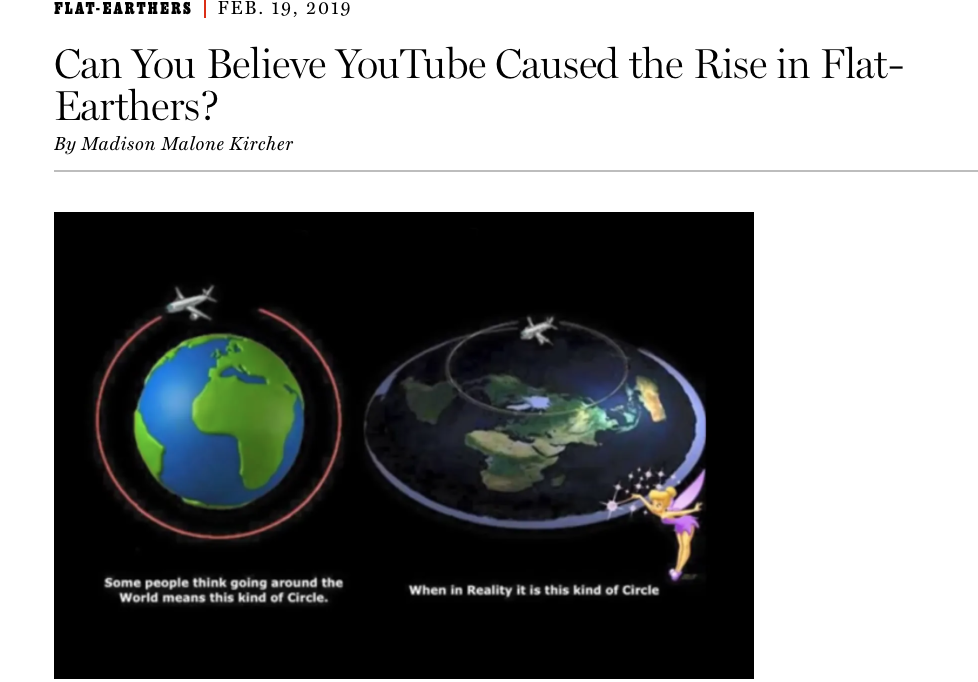 FLAT-EARTHERS | FEB. 19, 2019
Can You Believe YouTube Caused the Rise in Flat-
Earthers?
By Madison Malone Kircher
Some people think going around the
World means this kind of Circle.
When in Reality it is this kind of Circle